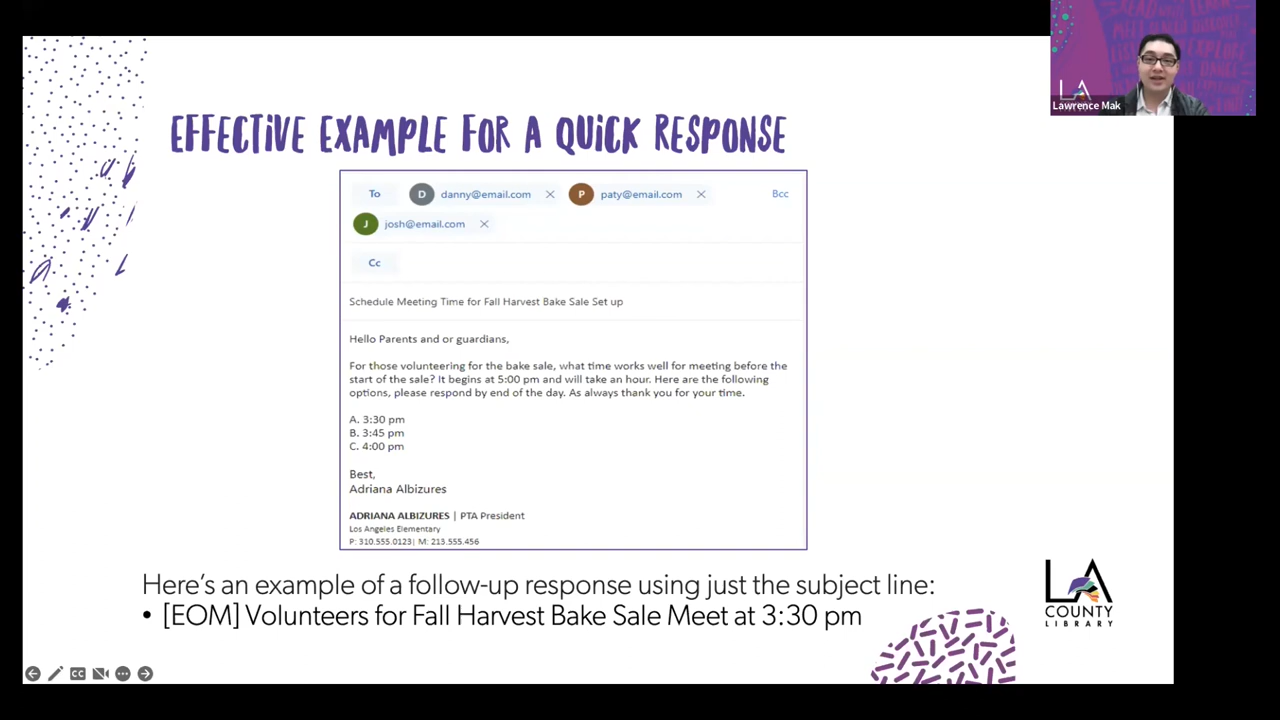 LA
Lawrence Mak
EFFECTIVE EXAMPLE FOR A QUICK RESPONSE
To D danny@email.com P paty@email.com Bcc
J josh@email.com
Cc
Schedule Meeting Time for Fall Harvest Bake Sale Set up
Hello Parents and or guardians,
For those volunteering for the bake sale, what time works well for meeting before the
start of the sale? It begins at 5:00 pm and will take an hour. Here are the following
options, please respond by end of the day. As always thank you for your time.
A. 3:30 pm
B. 3:45 pm
C. 4:00 pm
Best,
Adriana Albizures
ADRIANA ALBIZURES | PTA President
Los Angeles Elementary
P: 310.555.0123| M: 213.555.456
Here's an example of a follow-up response using just the subject line:
• [EOM] Volunteers for Fall Harvest Bake Sale Meet at 3:30 pm
LA
COUNTY
LIBRARY
CC